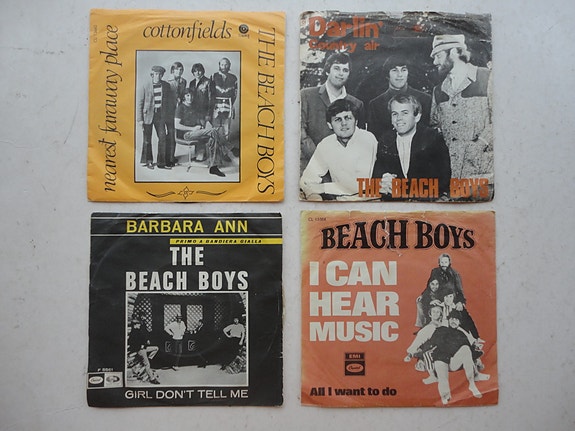 cottonfields
THE BEACH BOYS
nearest faraway place
Darlin'
Country air
THE BEACH BOYS
BARBARA ANN
PRIMO A BANDIERA GIALLA
THE
BEACH BOYS
GIRL DON'T TELL ME
BEACH BOYS
I CAN
HEAR
MUSIC
EMI
All I want to do